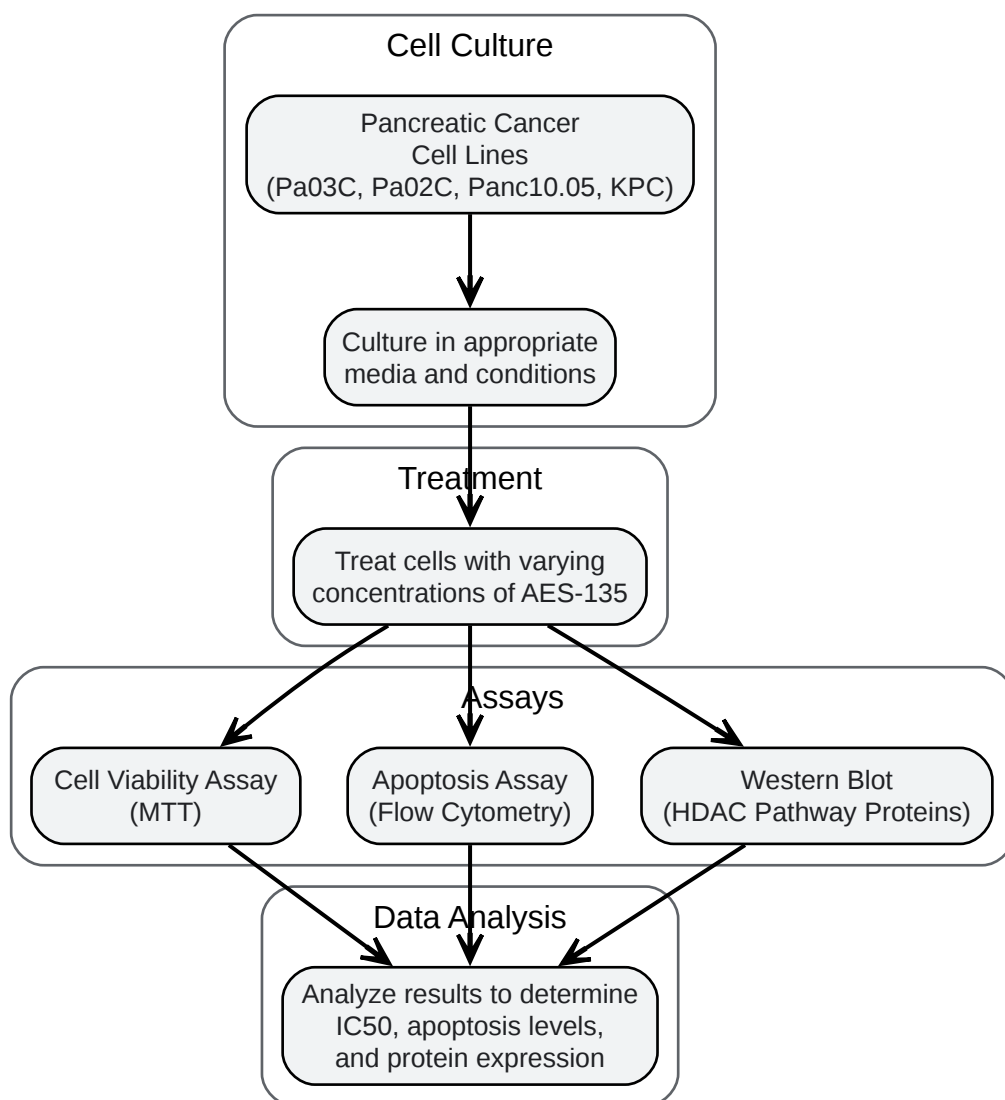 Cell Culture
Pancreatic Cancer
Cell Lines
(Pa03C, Pa02C, Panc10.05, KPC)
Culture in appropriate
media and conditions
Treatment
Treat cells with varying
concentrations of AES-135
Assays
Cell Viability Assay
(MTT)
Apoptosis Assay
(Flow Cytometry)
Western Blot
(HDAC Pathway Proteins)
Data Analysis
Analyze results to determine
IC50, apoptosis levels,
and protein expression